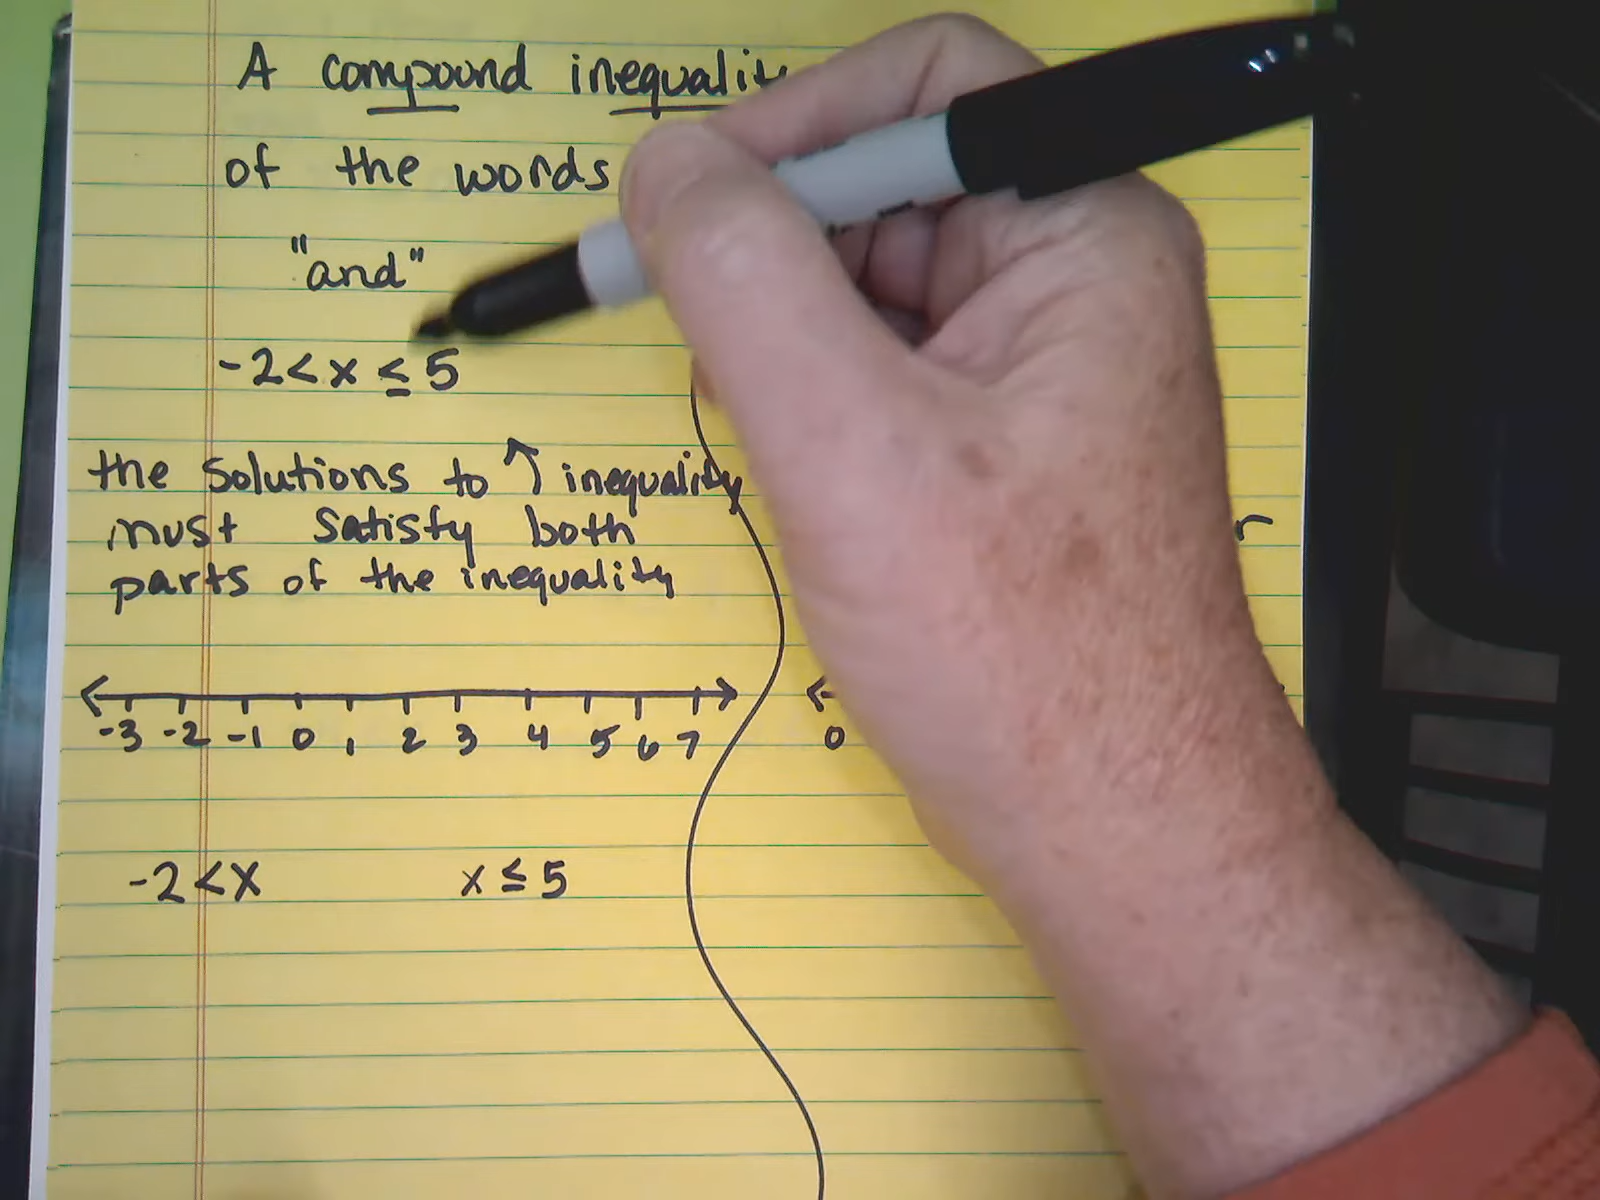 A compound inequality
of the words
"and"
-2 < x ≤ 5
the solutions to ↑ inequality
must satisfy both
parts of the inequality
-3 -2 -1 0 1 2 3 4 5 6 7
0
-2 < x x ≤ 5